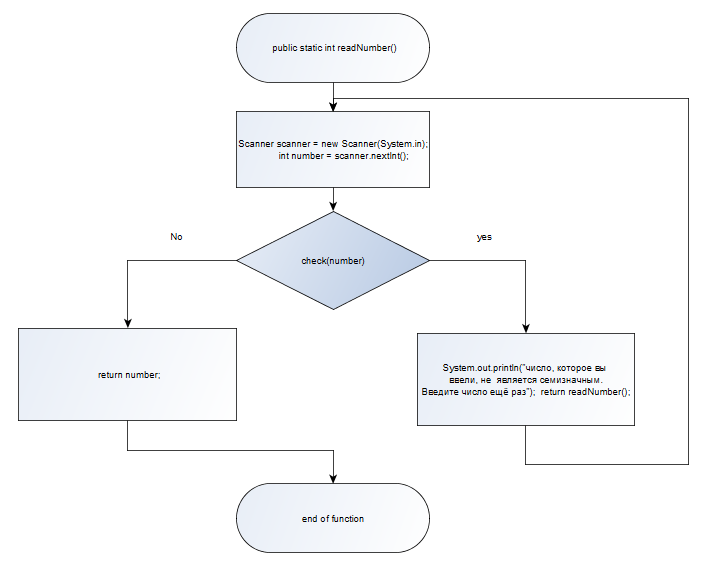 public static int readNumber()
Scanner scanner = new Scanner(System.in);
int number = scanner.nextInt();
No
yes
check(number)
return number;
System.out.println("число, которое вы
ввели, не является семизначным.
Введите число ещё раз"); return readNumber();
end of function